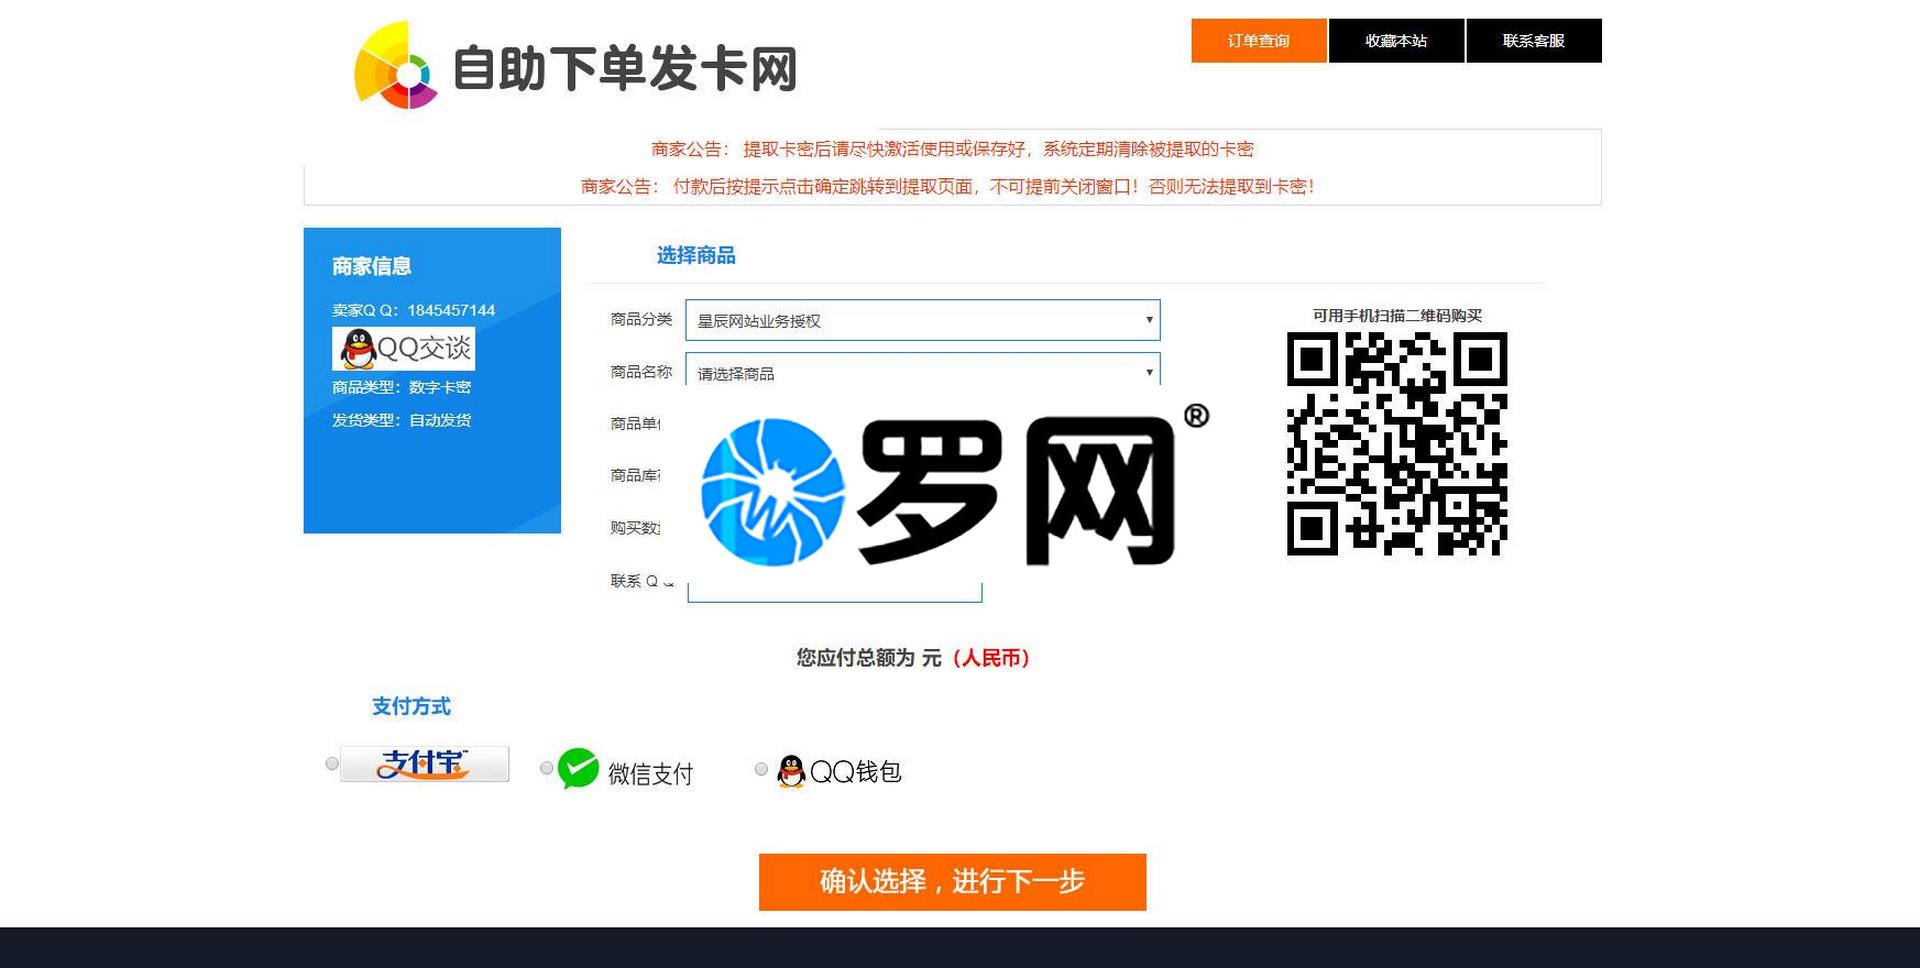 自助下单发卡网
订单查询
收藏本站
联系客服
商家公告： 提取卡密后请尽快激活使用或保存好，系统定期清除被提取的卡密
商家公告： 付款后按提示点击确定跳转到提取页面，不可提前关闭窗口！否则无法提取到卡密！
商家信息
卖家Q Q：1845457144
QQ交谈
商品类型：数字卡密
发货类型：自动发货
选择商品
商品分类 星辰网站业务授权
商品名称 请选择商品
商品单
商品库
购买数
联系 Q
罗网®
可用手机扫描二维码购买
您应付总额为 元（人民币）
支付方式
支付宝™
微信支付
QQ钱包
确认选择，进行下一步